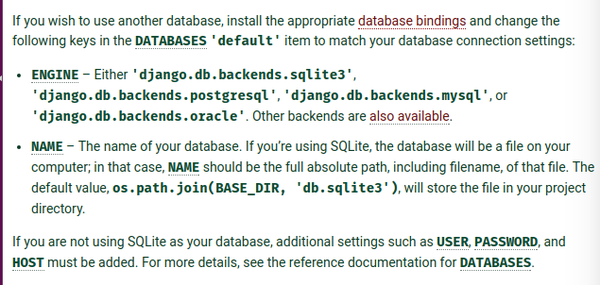 If you wish to use another database, install the appropriate database bindings and change the
following keys in the DATABASES 'default' item to match your database connection settings:
• ENGINE – Either 'django.db.backends.sqlite3',
'django.db.backends.postgresql', 'django.db.backends.mysql', or
'django.db.backends.oracle'. Other backends are also available.
• NAME – The name of your database. If you’re using SQLite, the database will be a file on your
computer; in that case, NAME should be the full absolute path, including filename, of that file. The
default value, os.path.join(BASE_DIR, 'db.sqlite3'), will store the file in your project
directory.
If you are not using SQLite as your database, additional settings such as USER, PASSWORD, and
HOST must be added. For more details, see the reference documentation for DATABASES.